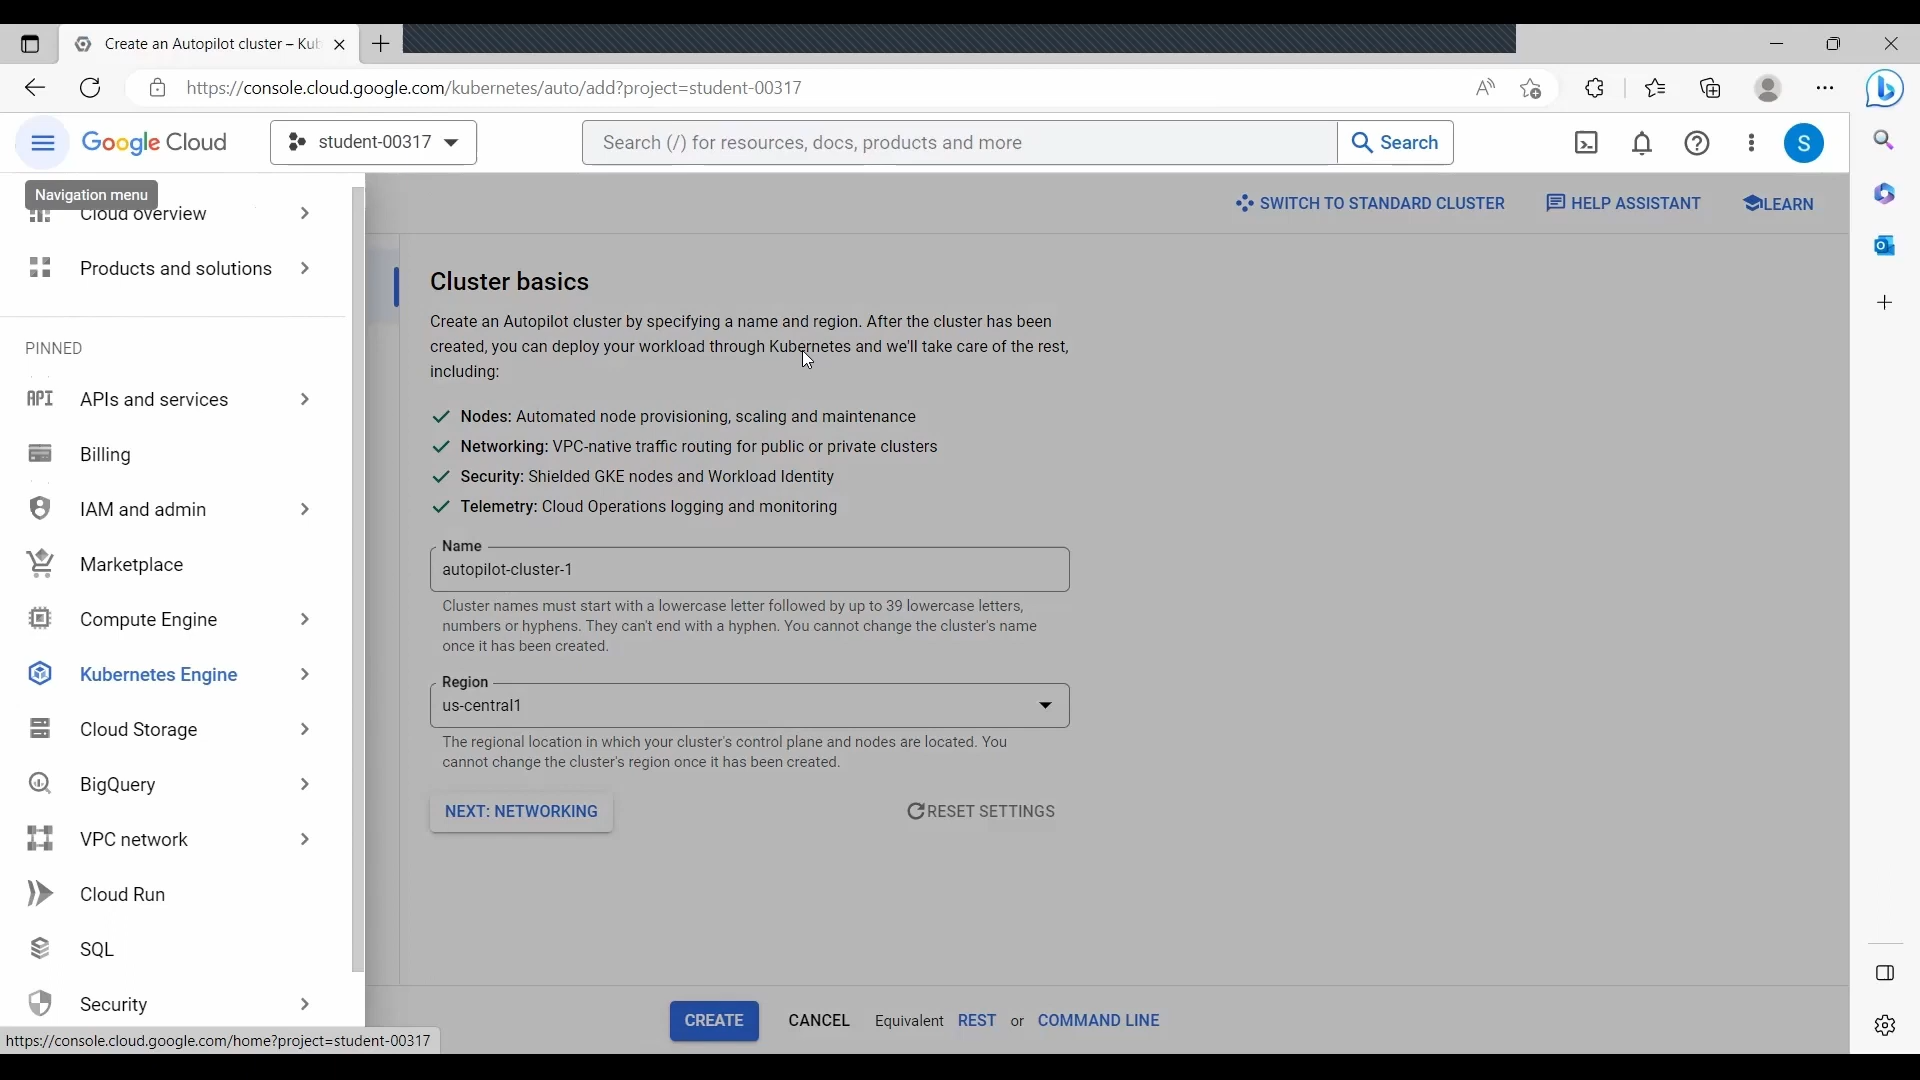 Create an Autopilot cluster – Kub
https://console.cloud.google.com/kubernetes/auto/add?project=student-00317
Google Cloud
student-00317
Search (/) for resources, docs, products and more
Search
S
Navigation menu
Cloud overview
Products and solutions
PINNED
API APIs and services
Billing
IAM and admin
Marketplace
Compute Engine
Kubernetes Engine
Cloud Storage
BigQuery
VPC network
Cloud Run
SQL
Security
https://console.cloud.google.com/home?project=student-00317
SWITCH TO STANDARD CLUSTER
HELP ASSISTANT
LEARN
Cluster basics
Create an Autopilot cluster by specifying a name and region. After the cluster has been
created, you can deploy your workload through Kubernetes and we'll take care of the rest,
including:
Nodes: Automated node provisioning, scaling and maintenance
Networking: VPC-native traffic routing for public or private clusters
Security: Shielded GKE nodes and Workload Identity
Telemetry: Cloud Operations logging and monitoring
Name
autopilot-cluster-1
Cluster names must start with a lowercase letter followed by up to 39 lowercase letters,
numbers or hyphens. They can't end with a hyphen. You cannot change the cluster's name
once it has been created.
Region
us-central1
The regional location in which your cluster's control plane and nodes are located. You
cannot change the cluster's region once it has been created.
NEXT: NETWORKING
RESET SETTINGS
CREATE
CANCEL
Equivalent REST or COMMAND LINE